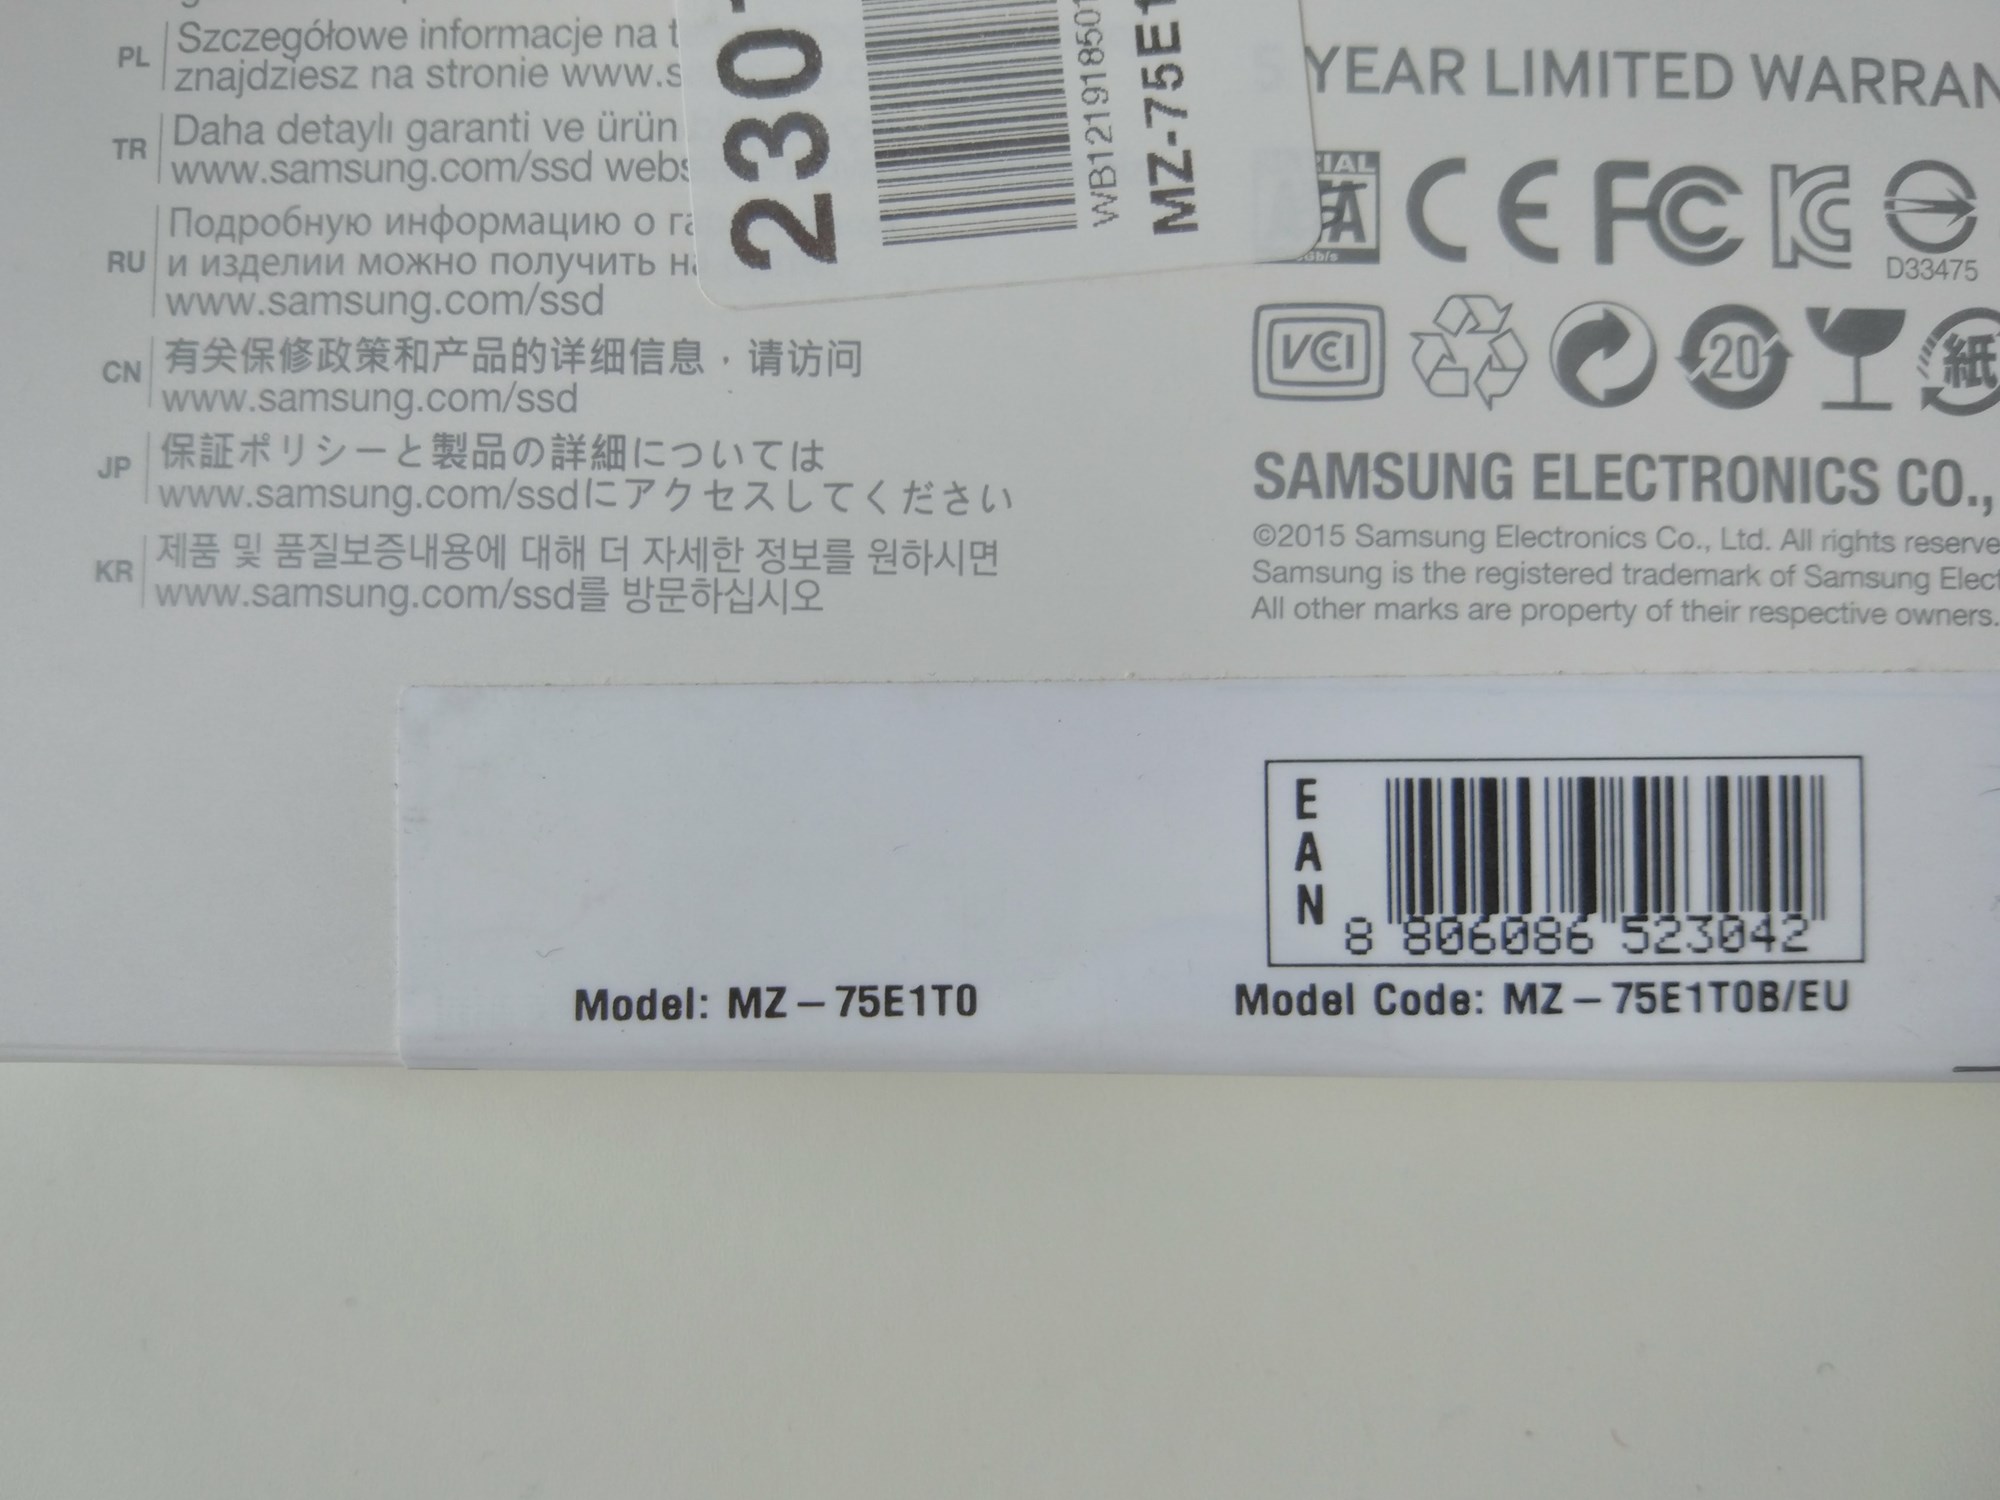 PL
Szczegółowe informacje na
znajdziesz na stronie
TR
Daha detaylı garanti ve ürün
www.samsung.com/ssd
RU
Подробную информацию о
и изделии можно получить
www.samsung.com/ssd
CN
有关保修政策和产品的详细信息，请访问
www.samsung.com/ssd
JP
保証ポリシーと製品の詳細については
www.samsung.com/ssdにアクセスしてください
KR
제품 및 품질보증내용에 대해 더 자세한 정보를 원하시면
www.samsung.com/ssd를 방문하십시오
5 YEAR LIMITED
CE FC KC
D33475
VCI
20
紙
SAMSUNG ELECTRONICS CO.,
©2015 Samsung Electronics Co., Ltd. All rights
Samsung is the registered trademark of Samsung
All other marks are property of their respective owners.
EAN
8 806086 523042
Model: MZ-75E1T0
Model Code: MZ-75E1T0B/EU